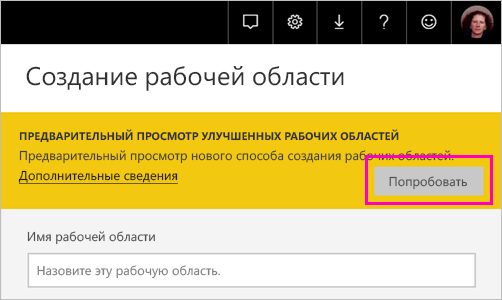 Создание рабочей области
ПРЕДВАРИТЕЛЬНЫЙ ПРОСМОТР УЛУЧШЕННЫХ РАБОЧИХ ОБЛАСТЕЙ
Предварительный просмотр нового способа создания рабочих областей.
Дополнительные сведения
Попробовать
Имя рабочей области
Назовите эту рабочую область.